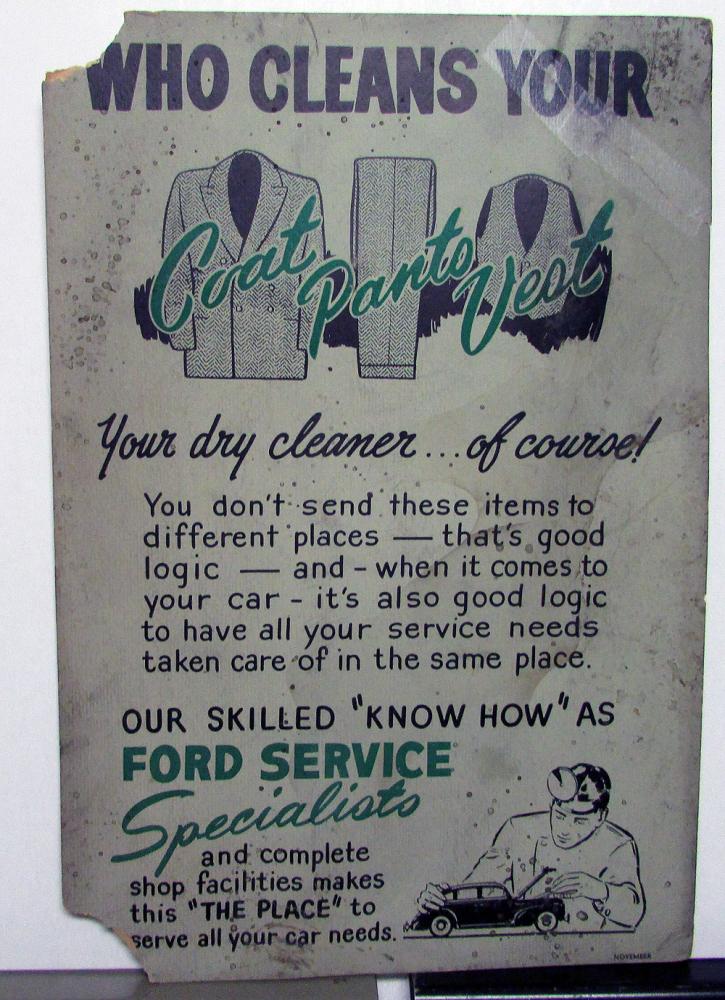 WHO CLEANS YOUR
Coat
Pants
Vest
Your dry cleaner...of course!
You don't send these items to
different places — that's good
logic — and - when it comes to
your car - it's also good logic
to have all your service needs
taken care of in the same place.
OUR SKILLED "KNOW HOW" AS
FORD SERVICE
Specialists
and complete
shop facilities makes
this "THE PLACE" to
serve all your car needs.
NOVEMBER